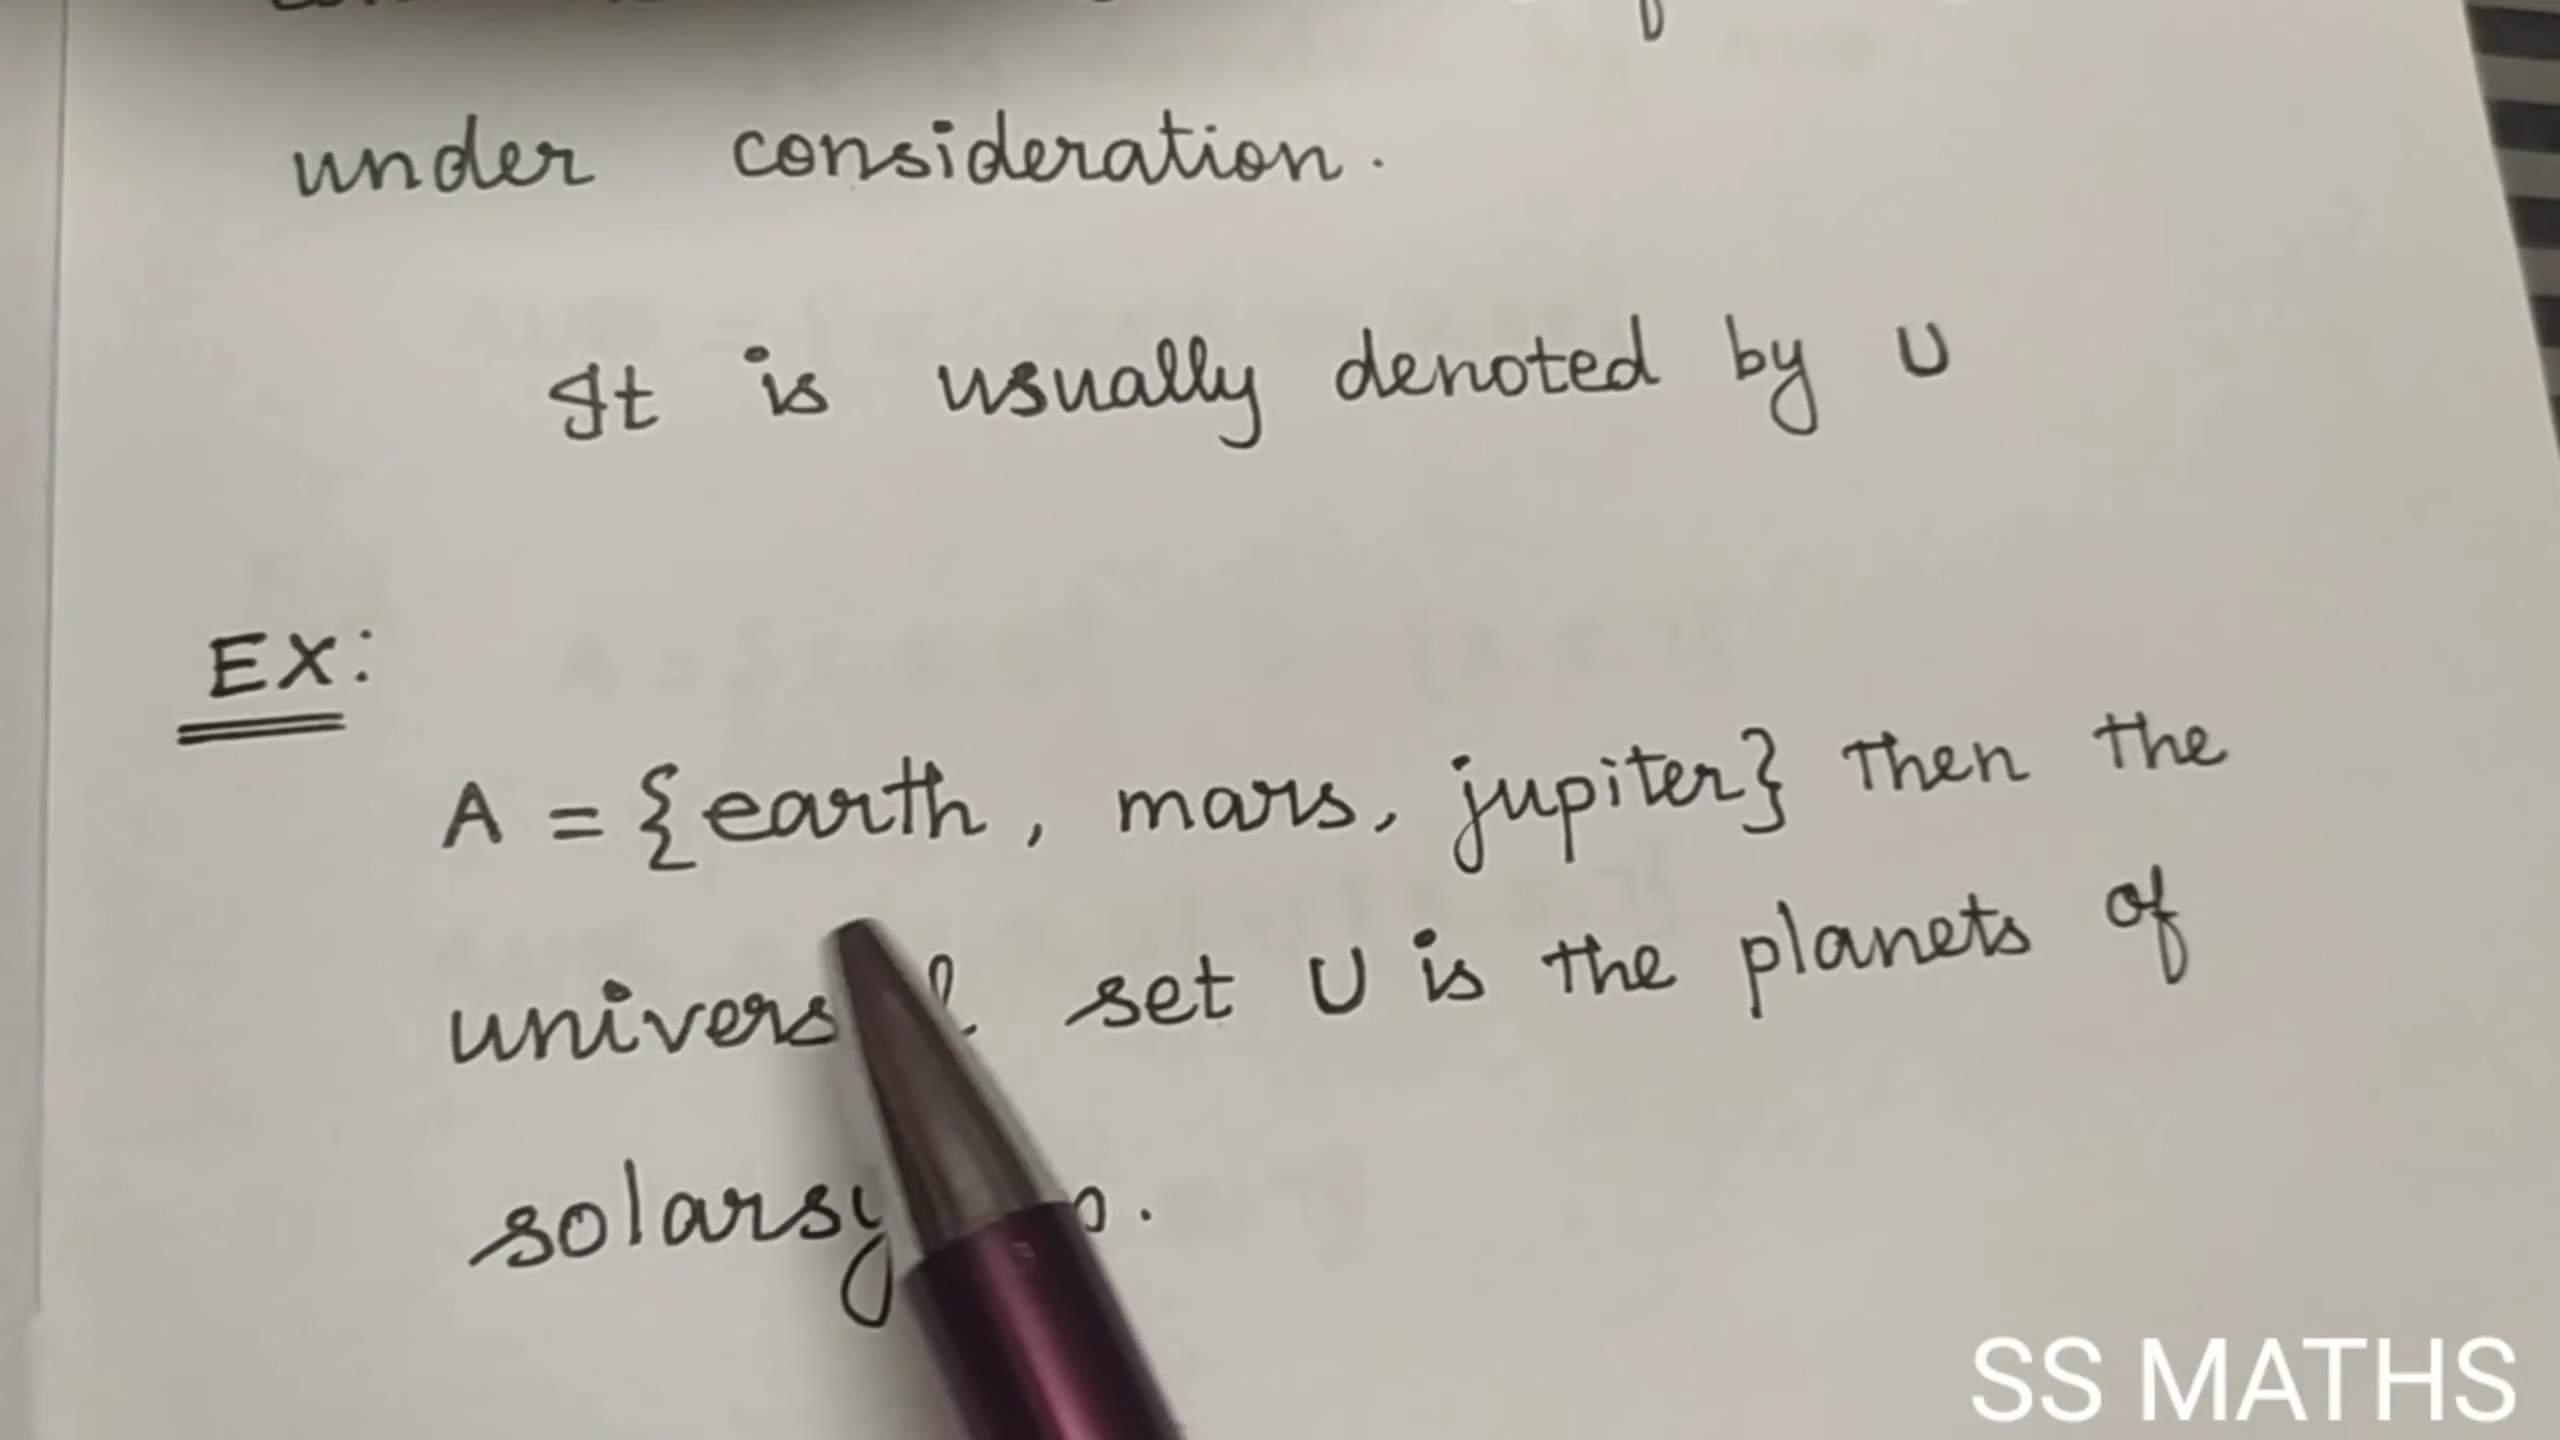 under consideration.
It is usually denoted by U
EX:
A = {earth, mars, jupiter} Then the
set U is the planets of
SS MATHS